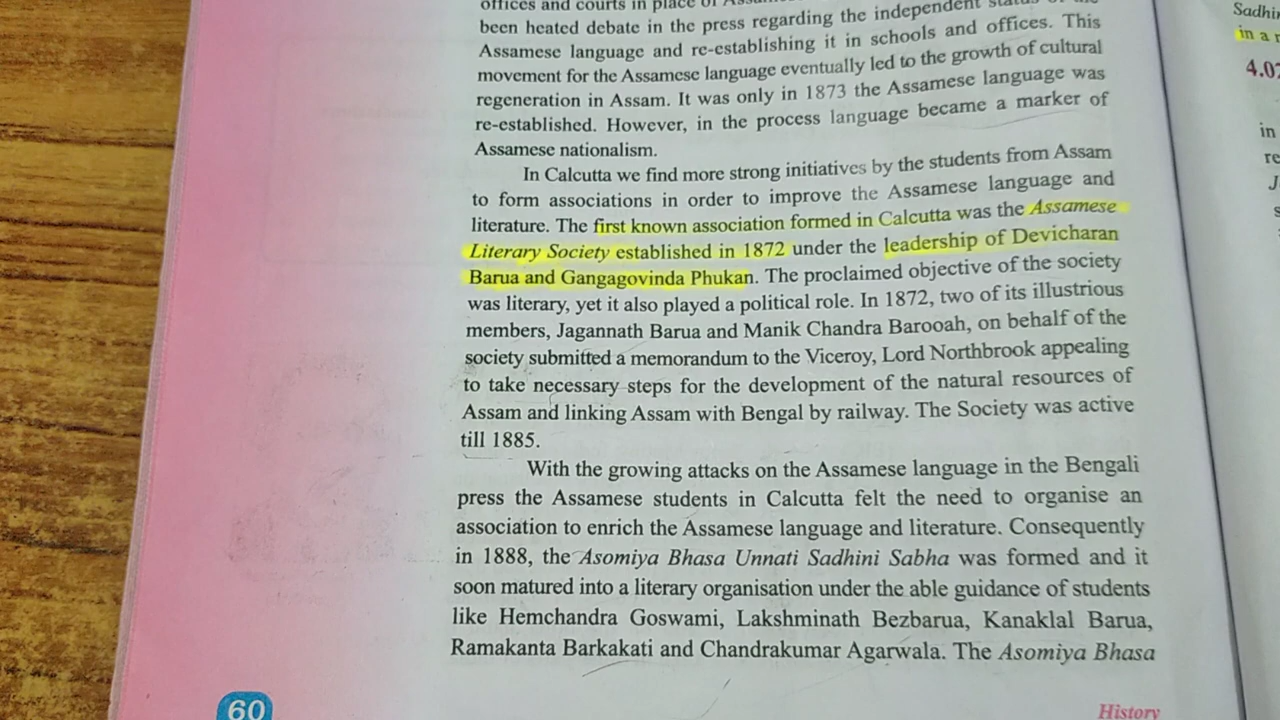 offices and courts in place of
been heated debate in the press regarding the independent status of the
Assamese language and re-establishing it in schools and offices. This
movement for the Assamese language eventually led to the growth of cultural
regeneration in Assam. It was only in 1873 the Assamese language was
re-established. However, in the process language became a marker of
Assamese nationalism.
In Calcutta we find more strong initiatives by the students from Assam
to form associations in order to improve the Assamese language and
literature. The first known association formed in Calcutta was the Assamese
Literary Society established in 1872 under the leadership of Devicharan
Barua and Gangagovinda Phukan. The proclaimed objective of the society
was literary, yet it also played a political role. In 1872, two of its illustrious
members, Jagannath Barua and Manik Chandra Barooah, on behalf of the
society submitted a memorandum to the Viceroy, Lord Northbrook appealing
to take necessary steps for the development of the natural resources of
Assam and linking Assam with Bengal by railway. The Society was active
till 1885.
With the growing attacks on the Assamese language in the Bengali
press the Assamese students in Calcutta felt the need to organise an
association to enrich the Assamese language and literature. Consequently
in 1888, the Asomiya Bhasa Unnati Sadhini Sabha was formed and it
soon matured into a literary organisation under the able guidance of students
like Hemchandra Goswami, Lakshminath Bezbarua, Kanaklal Barua,
Ramakanta Barkakati and Chandrakumar Agarwala. The Asomiya Bhasa
60
History
in a
in